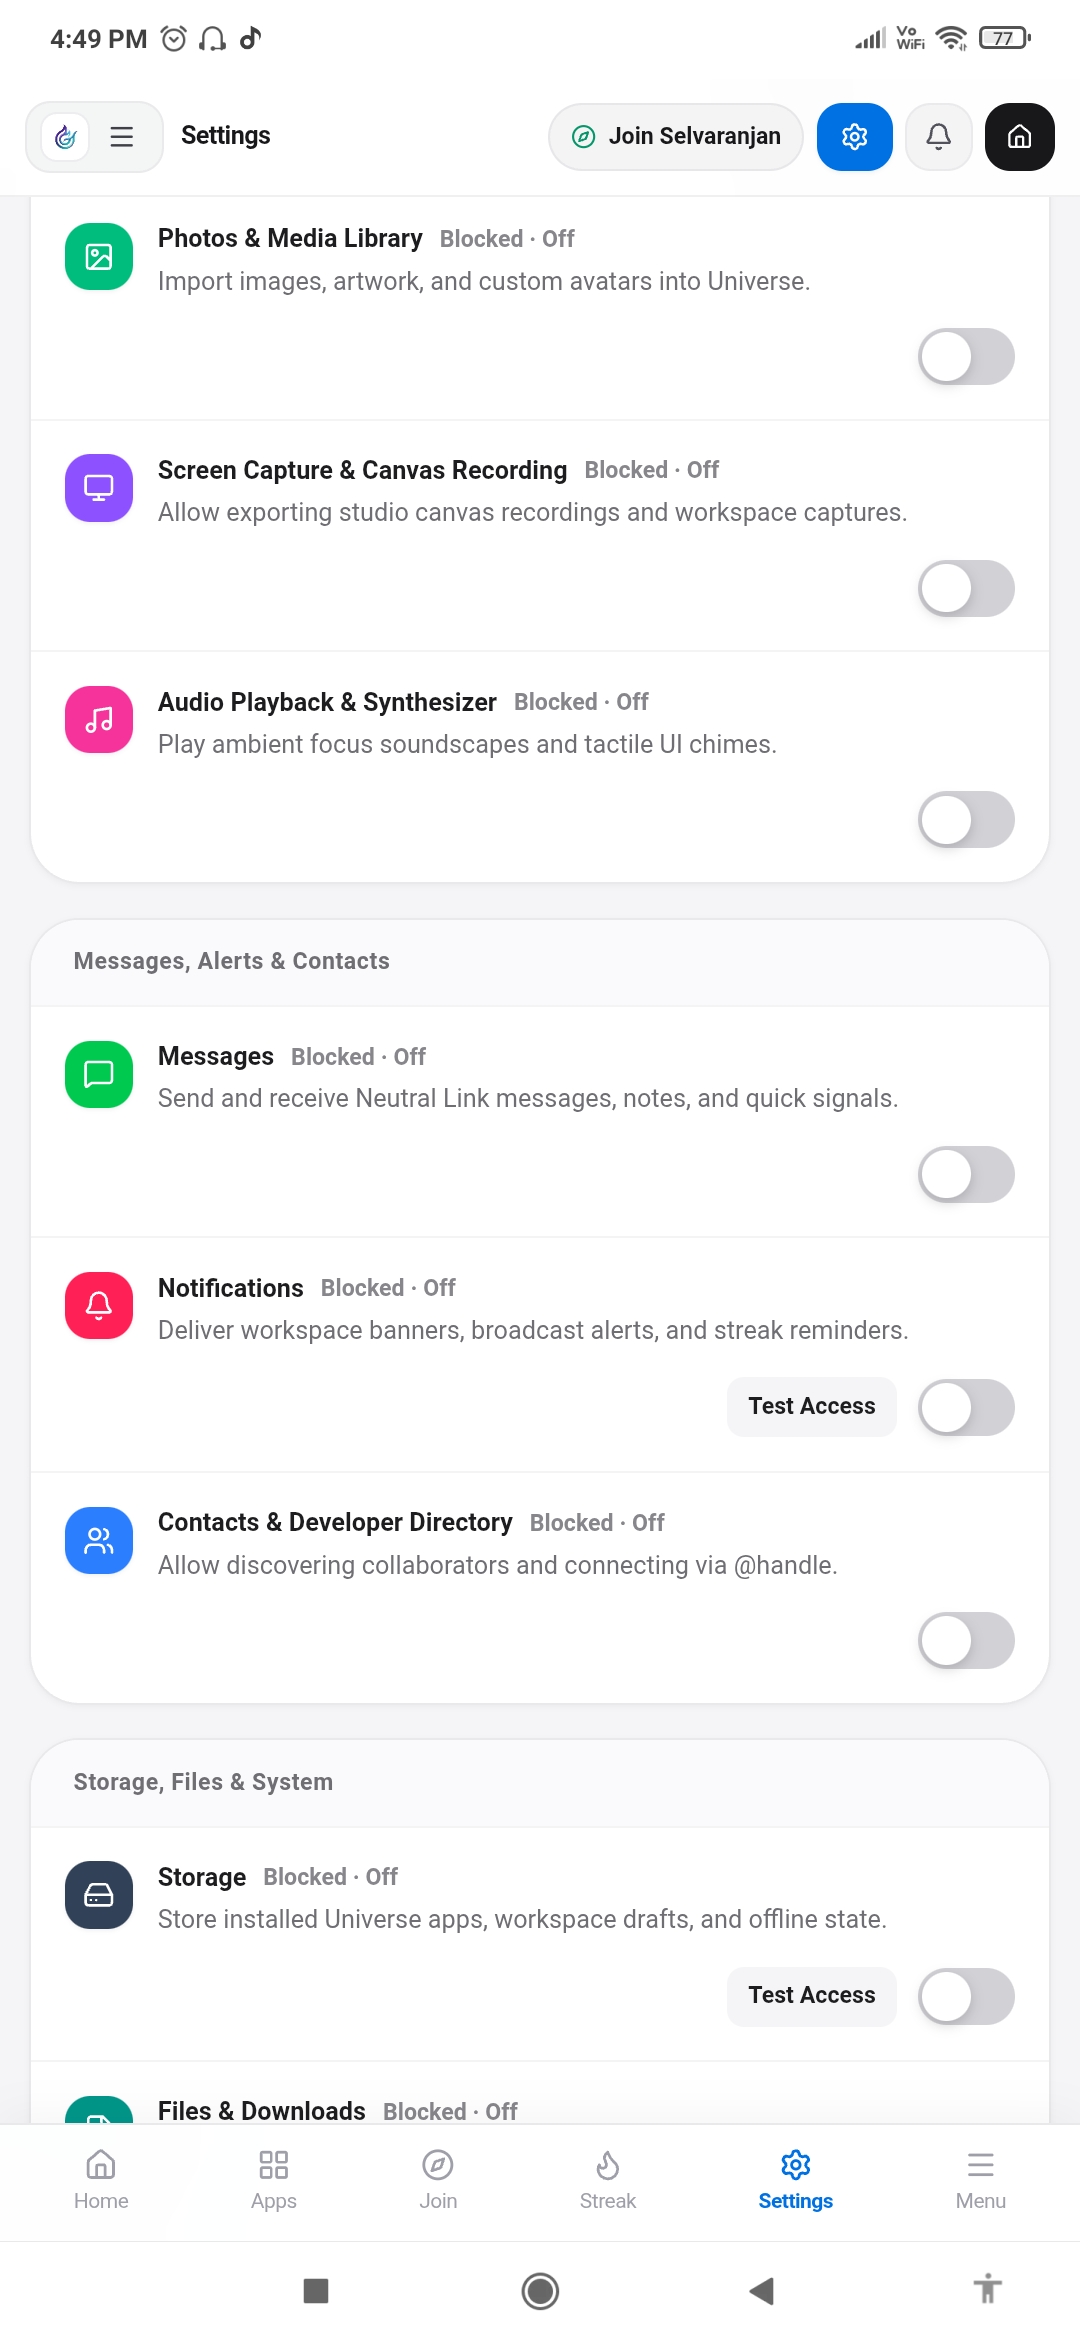 4:49 PM
Vo
WiFi
77
Settings
Join Selvaranjan
Photos & Media Library Blocked · Off
Import images, artwork, and custom avatars into Universe.
Screen Capture & Canvas Recording Blocked · Off
Allow exporting studio canvas recordings and workspace captures.
Audio Playback & Synthesizer Blocked · Off
Play ambient focus soundscapes and tactile UI chimes.
Messages, Alerts & Contacts
Messages Blocked · Off
Send and receive Neutral Link messages, notes, and quick signals.
Notifications Blocked · Off
Deliver workspace banners, broadcast alerts, and streak reminders.
Test Access
Contacts & Developer Directory Blocked · Off
Allow discovering collaborators and connecting via @handle.
Storage, Files & System
Storage Blocked · Off
Store installed Universe apps, workspace drafts, and offline state.
Test Access
Files & Downloads Blocked · Off
Home
Apps
Join
Streak
Settings
Menu